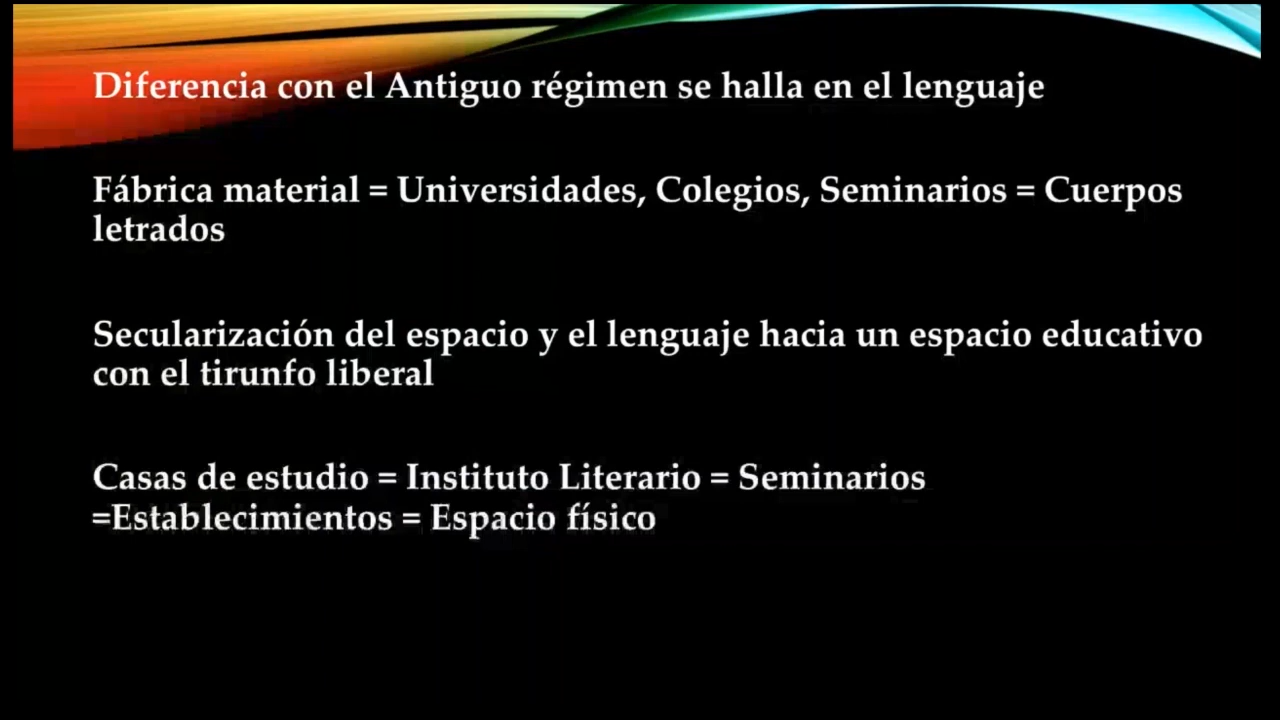 Diferencia con el Antiguo régimen se halla en el lenguaje
Fábrica material = Universidades, Colegios, Seminarios = Cuerpos
letrados
Secularización del espacio y el lenguaje hacia un espacio educativo
con el tirunfo liberal
Casas de estudio = Instituto Literario = Seminarios
=Establecimientos = Espacio físico